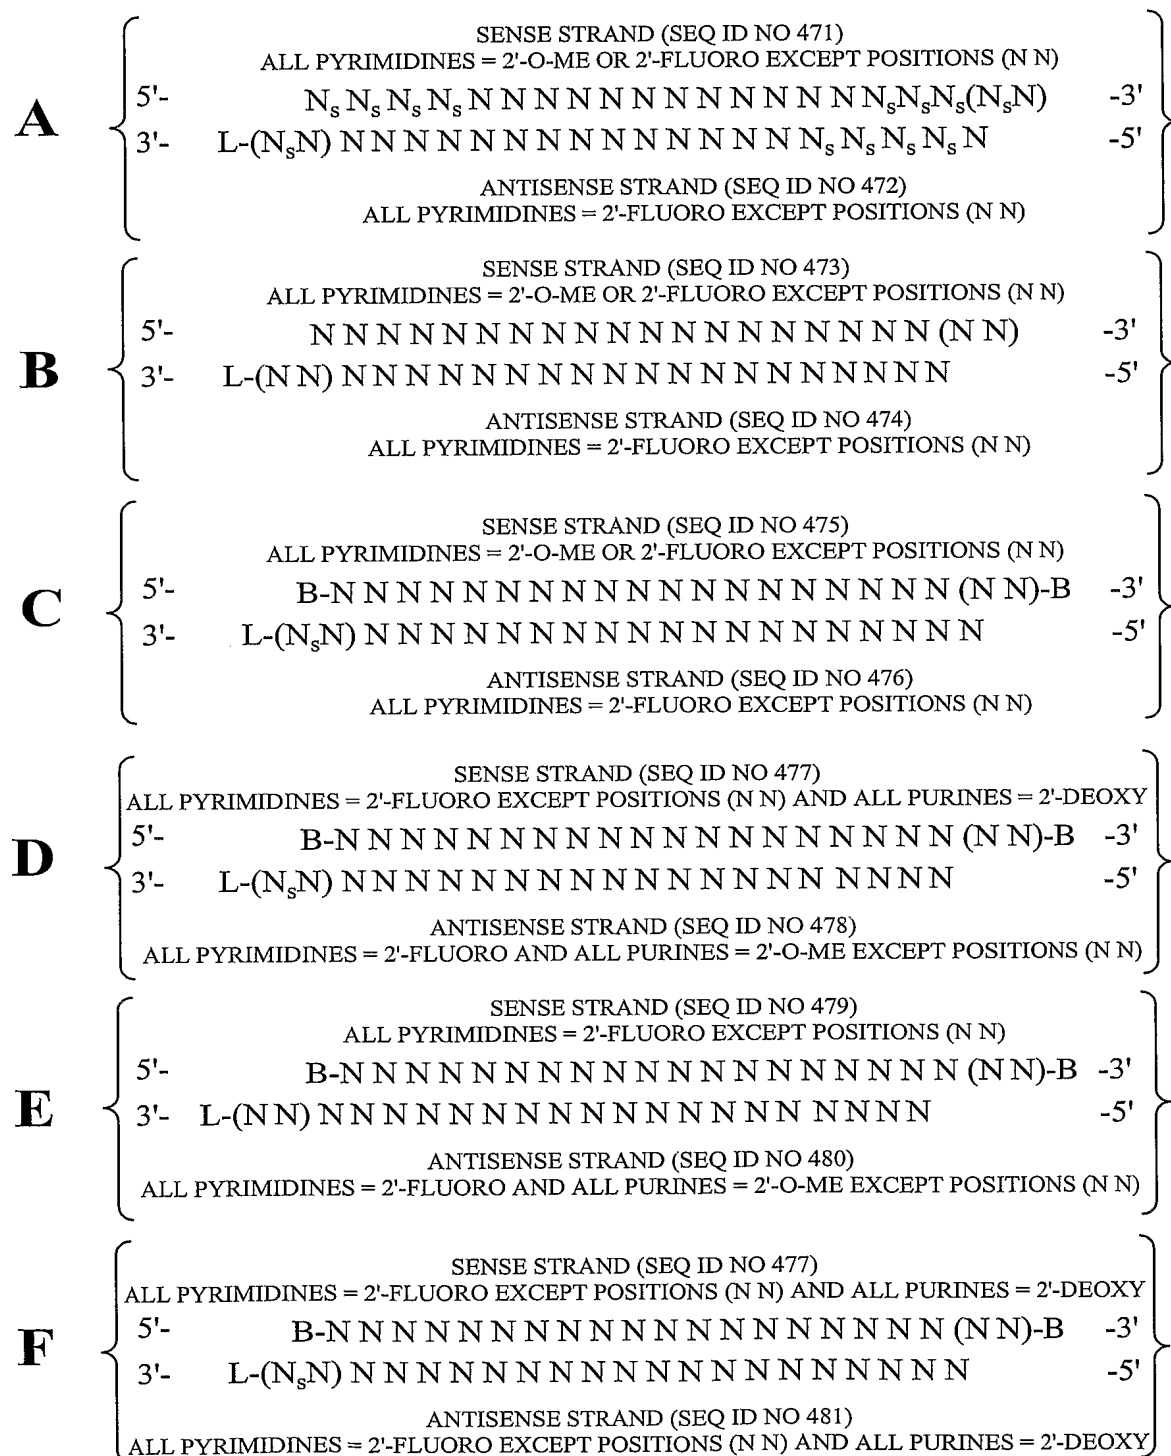 SENSE STRAND (SEQ ID NO 471)
ALL PYRIMIDINES = 2'-O-ME OR 2'-FLUORO EXCEPT POSITIONS (N N)
A
5'- NsNsNsNsN N N N N N N N N N N N NsNsNs(NsN) -3'
3'- L-(NsN) N N N N N N N N N N N N N N Ns Ns Ns Ns N -5'
ANTISENSE STRAND (SEQ ID NO 472)
ALL PYRIMIDINES = 2'-FLUORO EXCEPT POSITIONS (N N)
SENSE STRAND (SEQ ID NO 473)
ALL PYRIMIDINES = 2'-O-ME OR 2'-FLUORO EXCEPT POSITIONS (N N)
B
5'- N N N N N N N N N N N N N N N N N N N (N N) -3'
3'- L-(N N) N N N N N N N N N N N N N N N N N N N -5'
ANTISENSE STRAND (SEQ ID NO 474)
ALL PYRIMIDINES = 2'-FLUORO EXCEPT POSITIONS (N N)
SENSE STRAND (SEQ ID NO 475)
ALL PYRIMIDINES = 2'-O-ME OR 2'-FLUORO EXCEPT POSITIONS (N N)
C
5'- B-N N N N N N N N N N N N N N N N N N N (N N)-B -3'
3'- L-(NsN) N N N N N N N N N N N N N N N N N N N -5'
ANTISENSE STRAND (SEQ ID NO 476)
ALL PYRIMIDINES = 2'-FLUORO EXCEPT POSITIONS (N N)
SENSE STRAND (SEQ ID NO 477)
ALL PYRIMIDINES = 2'-FLUORO EXCEPT POSITIONS (N N) AND ALL PURINES = 2'-DEOXY
D
5'- B-N N N N N N N N N N N N N N N N N N N (N N)-B -3'
3'- L-(NsN) N N N N N N N N N N N N N N N N N N N -5'
ANTISENSE STRAND (SEQ ID NO 478)
ALL PYRIMIDINES = 2'-FLUORO AND ALL PURINES = 2'-O-ME EXCEPT POSITIONS (N N)
SENSE STRAND (SEQ ID NO 479)
ALL PYRIMIDINES = 2'-FLUORO EXCEPT POSITIONS (N N)
E
5'- B-N N N N N N N N N N N N N N N N N N N (N N)-B -3'
3'- L-(N N) N N N N N N N N N N N N N N N N N N N -5'
ANTISENSE STRAND (SEQ ID NO 480)
ALL PYRIMIDINES = 2'-FLUORO AND ALL PURINES = 2'-O-ME EXCEPT POSITIONS (N N)
SENSE STRAND (SEQ ID NO 477)
ALL PYRIMIDINES = 2'-FLUORO EXCEPT POSITIONS (N N) AND ALL PURINES = 2'-DEOXY
F
5'- B-N N N N N N N N N N N N N N N N N N N (N N)-B -3'
3'- L-(NsN) N N N N N N N N N N N N N N N N N N N -5'
ANTISENSE STRAND (SEQ ID NO 481)
ALL PYRIMIDINES = 2'-FLUORO EXCEPT POSITIONS (N N) AND ALL PURINES = 2'-DEOXY